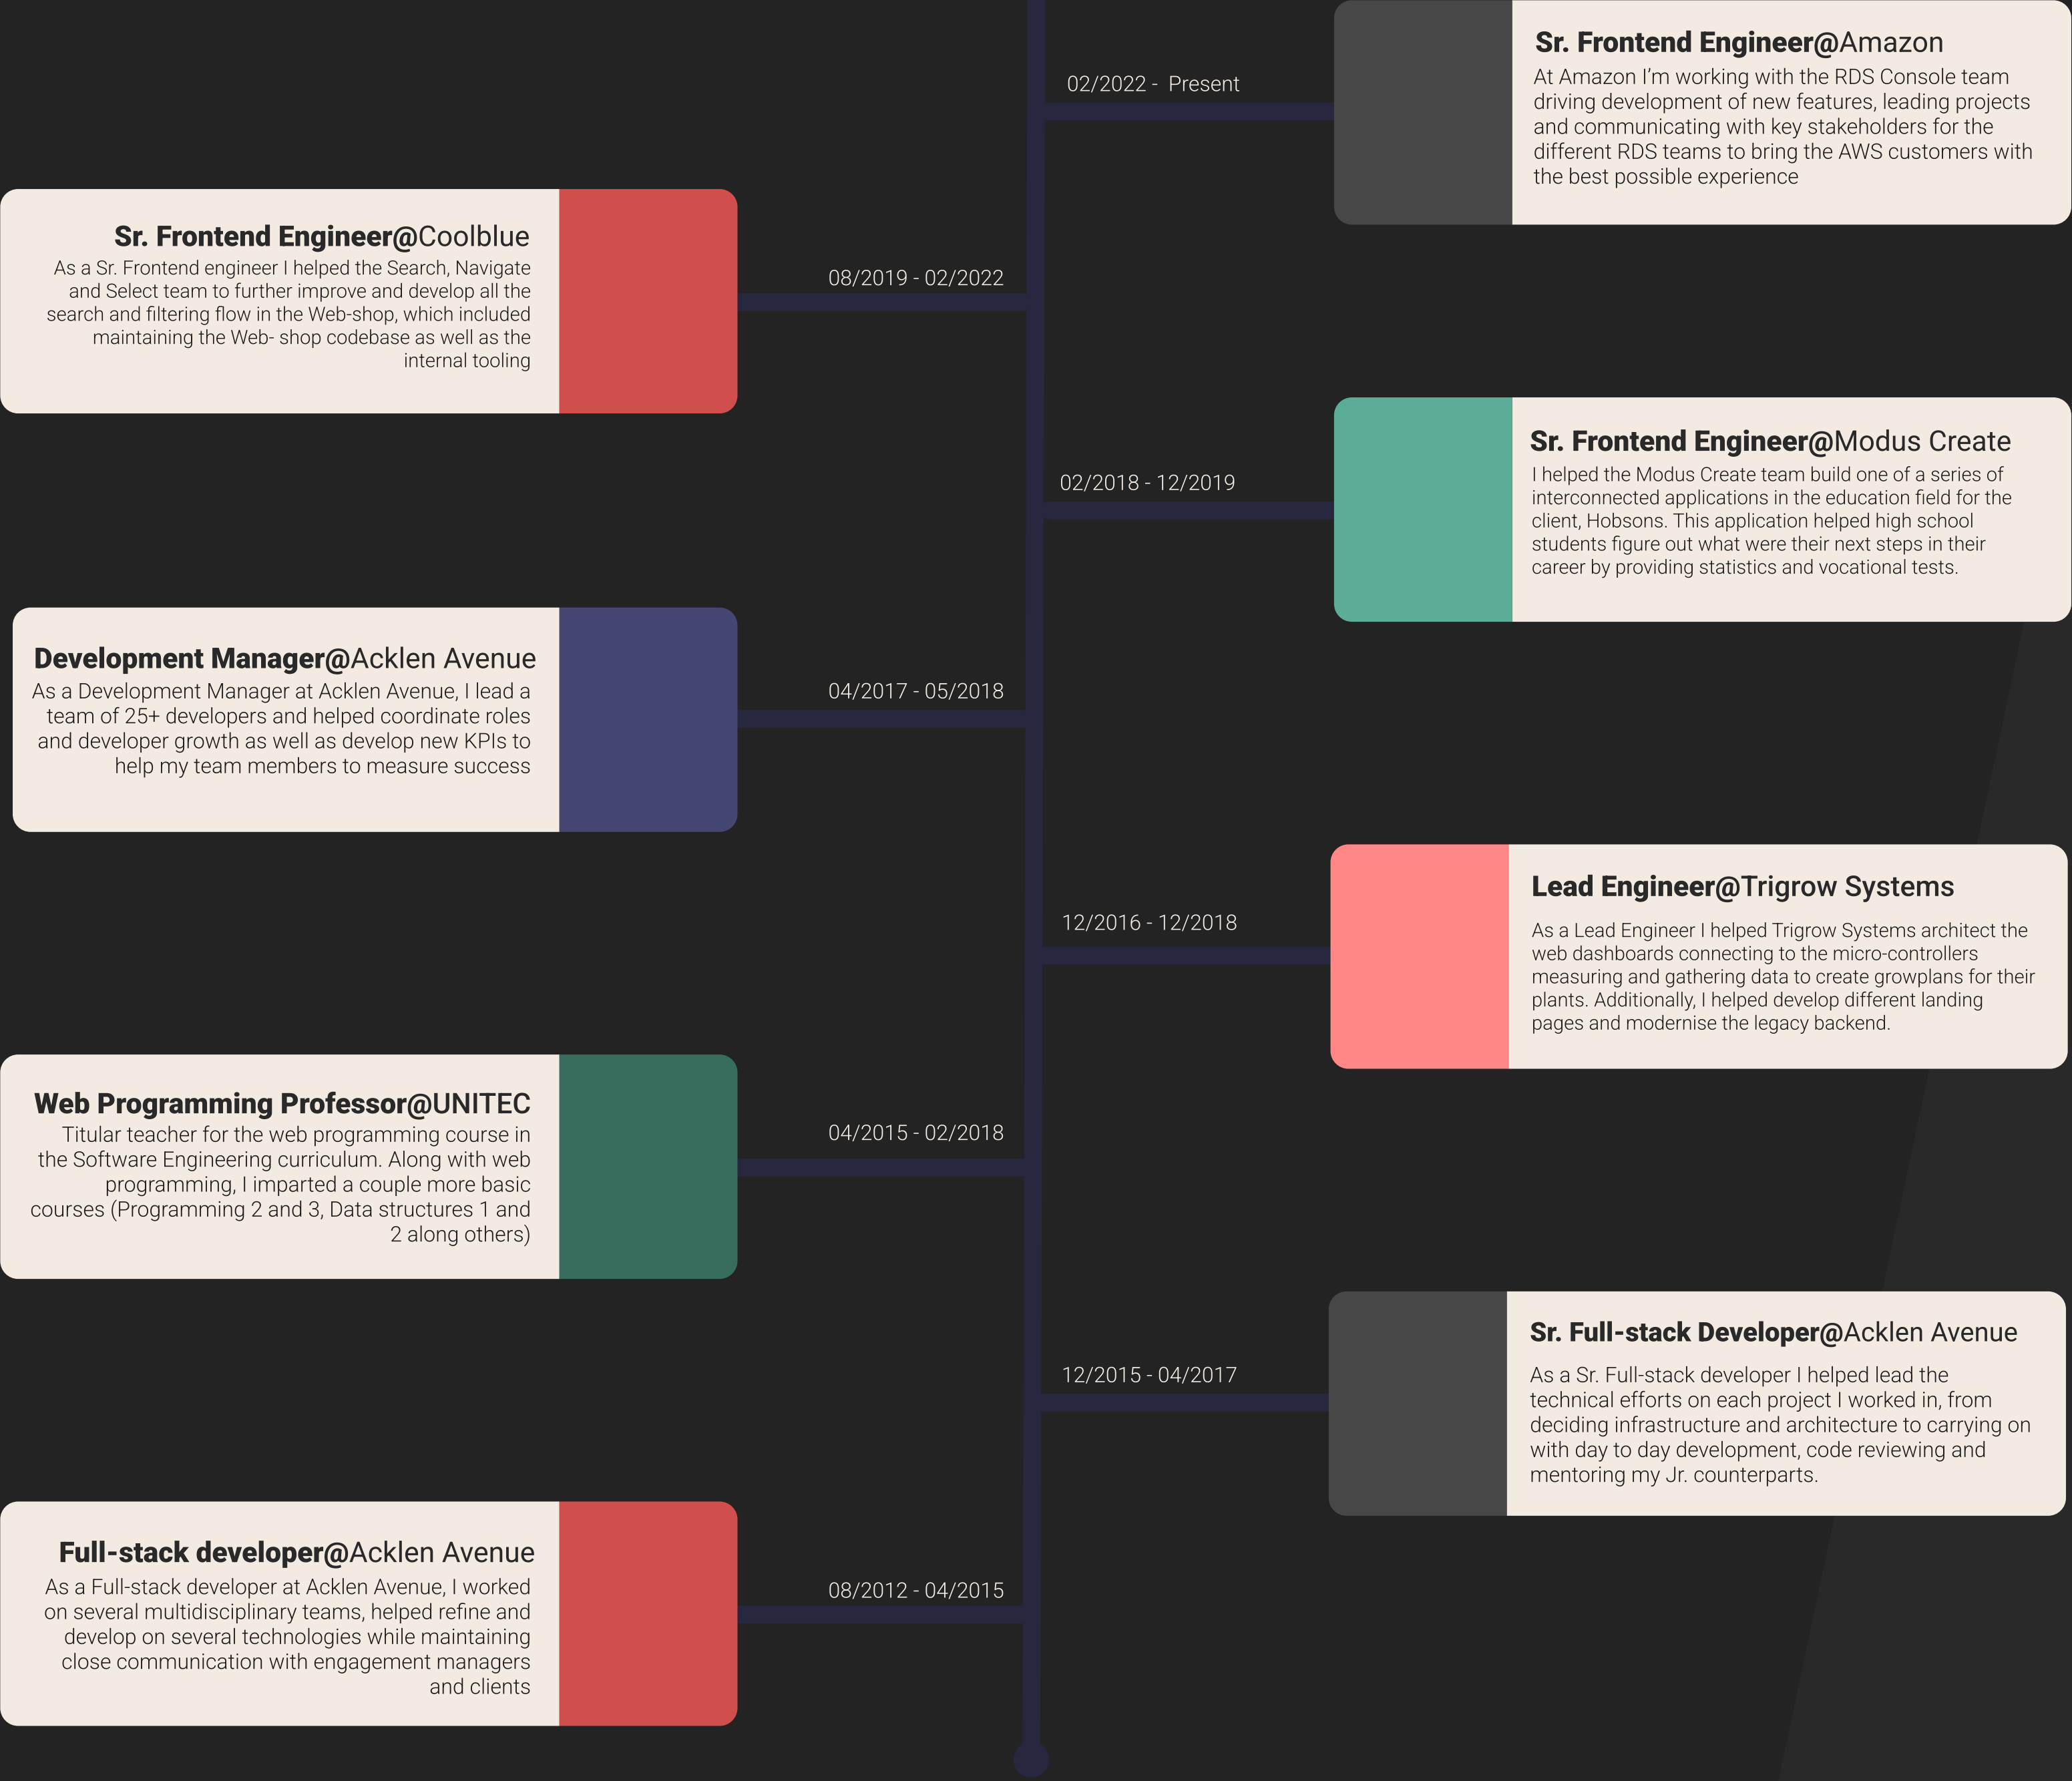 Sr. Frontend Engineer@Amazon
02/2022 -  Present
At Amazon I’m working with the RDS Console team
driving development of new features, leading projects
and communicating with key stakeholders for the
different RDS teams to bring the AWS customers with
the best possible experience
Sr. Frontend Engineer@Coolblue
08/2019 - 02/2022
As a Sr. Frontend engineer I helped the Search, Navigate
and Select team to further improve and develop all the
search and filtering flow in the Web-shop, which included
maintaining the Web- shop codebase as well as the
internal tooling
Sr. Frontend Engineer@Modus Create
02/2018 - 12/2019
I helped the Modus Create team build one of a series of
interconnected applications in the education field for the
client, Hobsons. This application helped high school
students figure out what were their next steps in their
career by providing statistics and vocational tests.
Development Manager@Acklen Avenue
04/2017 - 05/2018
As a Development Manager at Acklen Avenue, I lead a
team of 25+ developers and helped coordinate roles
and developer growth as well as develop new KPIs to
help my team members to measure success
Lead Engineer@Trigrow Systems
12/2016 - 12/2018
As a Lead Engineer I helped Trigrow Systems architect the
web dashboards connecting to the micro-controllers
measuring and gathering data to create growplans for their
plants. Additionally, I helped develop different landing
pages and modernise the legacy backend.
Web Programming Professor@UNITEC
04/2015 - 02/2018
Titular teacher for the web programming course in
the Software Engineering curriculum. Along with web
programming, I imparted a couple more basic
courses (Programming 2 and 3, Data structures 1 and
2 along others)
Sr. Full-stack Developer@Acklen Avenue
12/2015 - 04/2017
As a Sr. Full-stack developer I helped lead the
technical efforts on each project I worked in, from
deciding infrastructure and architecture to carrying on
with day to day development, code reviewing and
mentoring my Jr. counterparts.
Full-stack developer@Acklen Avenue
08/2012 - 04/2015
As a Full-stack developer at Acklen Avenue, I worked
on several multidisciplinary teams, helped refine and
develop on several technologies while maintaining
close communication with engagement managers
and clients